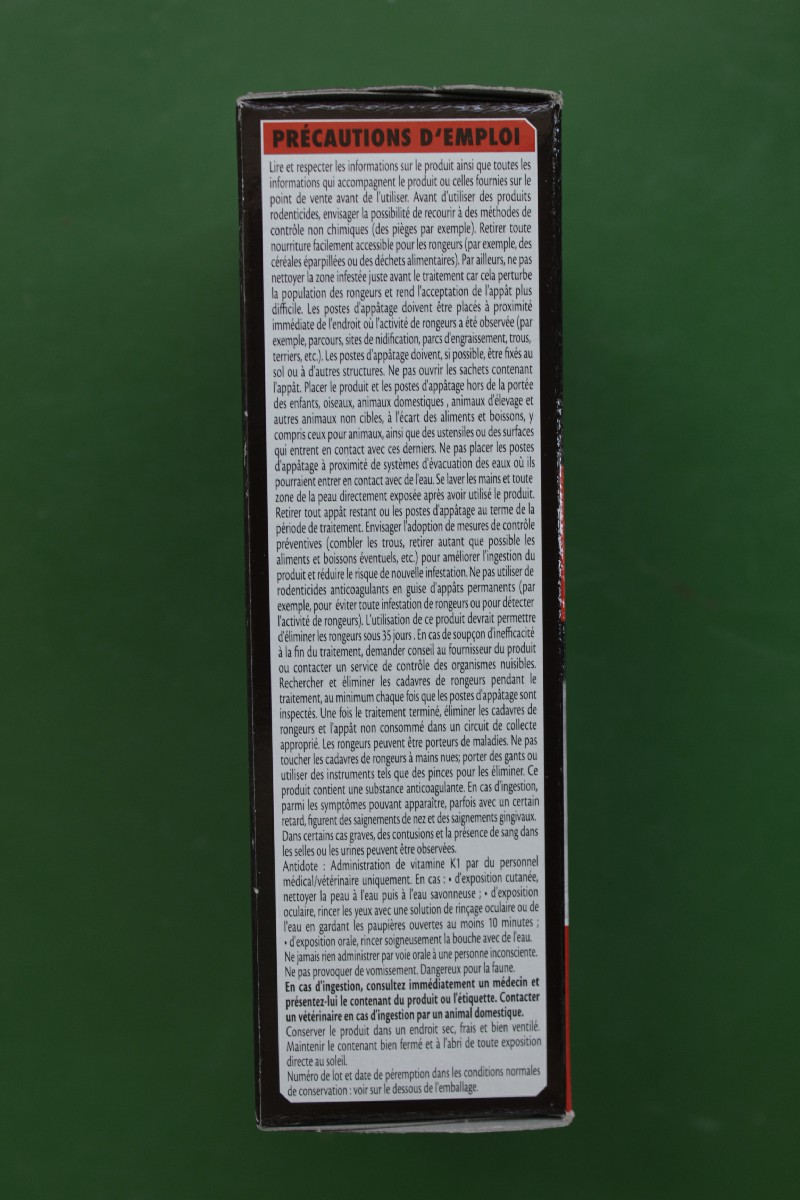 PRÉCAUTIONS D'EMPLOI
Lire et respecter les informations sur le produit ainsi que toutes les
informations qui accompagnent le produit ou celles fournies sur le
point de vente avant de l'utiliser. Avant d'utiliser des produits
rodenticides, envisager la possibilité de recourir à des méthodes de
contrôle non chimiques (des pièges par exemple). Retirer toute
nourriture facilement accessible pour les rongeurs (par exemple, des
céréales éparpillées ou des déchets alimentaires). Par ailleurs, ne pas
nettoyer la zone infestée juste avant le traitement car cela perturbe
la population des rongeurs et rend l'acceptation de l'appât plus
difficile. Les postes d'appâtage doivent être placés à proximité
immédiate de l'endroit où l'activité de rongeurs a été observée (par
exemple, parcours, sites de nidification, parcs d'engraissement, trous,
terriers, etc.). Les postes d'appâtage doivent, si possible, être fixés au
sol ou à d'autres structures. Ne pas ouvrir les sachets contenant
l'appât. Placer le produit et les postes d'appâtage hors de la portée
des enfants, oiseaux, animaux domestiques , animaux d'élevage et
autres animaux non cibles, à l'écart des aliments et boissons, y
compris ceux pour animaux, ainsi que des ustensiles ou des surfaces
qui entrent en contact avec ces derniers. Ne pas placer les postes
d'appâtage à proximité de systèmes d'évacuation des eaux où ils
pourraient entrer en contact avec de l'eau. Se laver les mains et toute
zone de la peau directement exposée après avoir utilisé le produit.
Retirer tout appât restant ou les postes d'appâtage au terme de la
période de traitement. Envisager l'adoption de mesures de contrôle
préventives (combler les trous, retirer autant que possible les
aliments et boissons éventuels, etc.) pour améliorer l'ingestion du
produit et réduire le risque de nouvelle infestation. Ne pas utiliser de
rodenticides anticoagulants en guise d'appâts permanents (par
exemple, pour éviter toute infestation de rongeurs ou pour détecter
l'activité de rongeurs). L'utilisation de ce produit devrait permettre
d'éliminer les rongeurs sous 35 jours . En cas de soupçon d'inefficacité
à la fin du traitement, demander conseil au fournisseur du produit
ou contacter un service de contrôle des organismes nuisibles.
Rechercher et éliminer les cadavres de rongeurs pendant le
traitement, au minimum chaque fois que les postes d'appâtage sont
inspectés. Une fois le traitement terminé, éliminer les cadavres de
rongeurs et l'appât non consommé dans un circuit de collecte
approprié. Les rongeurs peuvent être porteurs de maladies. Ne pas
toucher les cadavres de rongeurs à mains nues; porter des gants ou
utiliser des instruments tels que des pinces pour les éliminer. Ce
produit contient une substance anticoagulante. En cas d'ingestion,
parmi les symptômes pouvant apparaître, parfois avec un certain
retard, figurent des saignements de nez et des saignements gingivaux.
Dans certains cas graves, des contusions et la présence de sang dans
les selles ou les urines peuvent être observées.
Antidote : Administration de vitamine K1 par du personnel
médical/vétérinaire uniquement. En cas : • d'exposition cutanée,
nettoyer la peau à l'eau puis à l'eau savonneuse ; • d'exposition
oculaire, rincer les yeux avec une solution de rinçage oculaire ou de
l'eau en gardant les paupières ouvertes au moins 10 minutes ;
• d'exposition orale, rincer soigneusement la bouche avec de l'eau.
Ne jamais rien administrer par voie orale à une personne inconsciente.
Ne pas provoquer de vomissement. Dangereux pour la faune.
En cas d'ingestion, consultez immédiatement un médecin et
présentez-lui le contenant du produit ou l'étiquette. Contacter
un vétérinaire en cas d'ingestion par un animal domestique.
Conserver le produit dans un endroit sec, frais et bien ventilé.
Maintenir le contenant bien fermé et à l'abri de toute exposition
directe au soleil.
Numéro de lot et date de péremption dans les conditions normales
de conservation : voir sur le dessous de l'emballage.